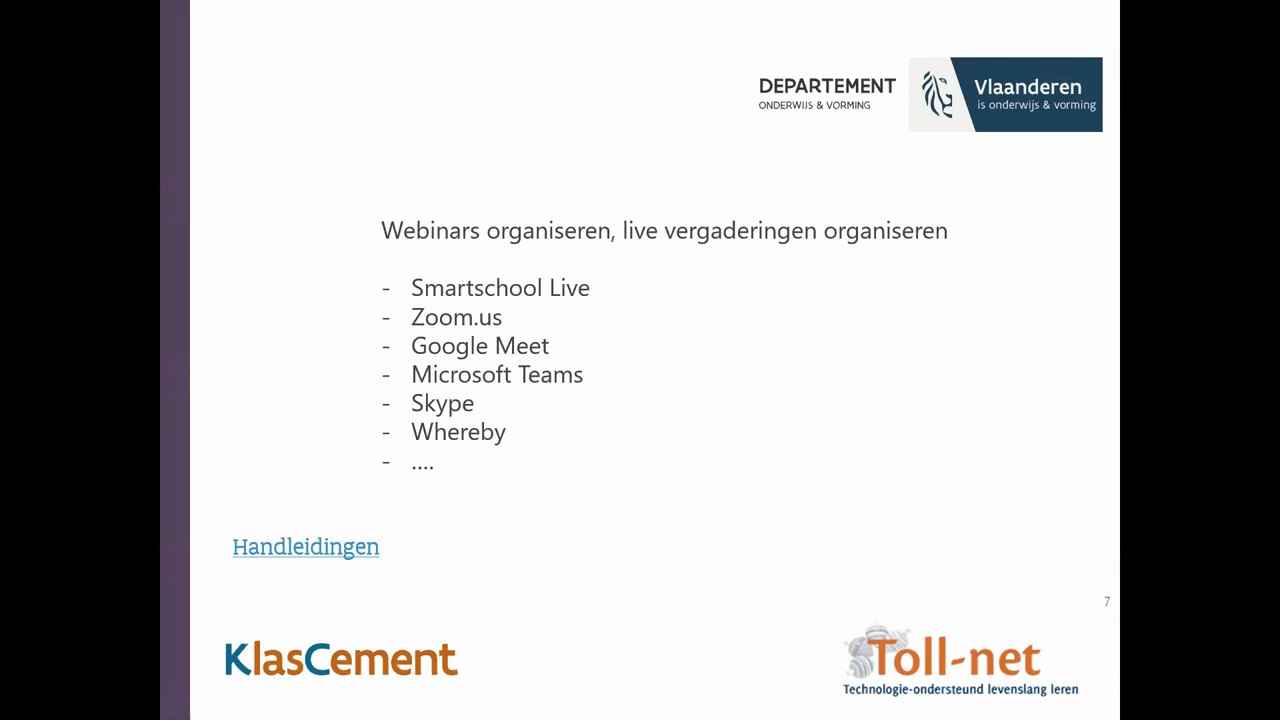 DEPARTEMENT
ONDERWIJS & VORMING
Vlaanderen
is onderwijs & vorming
Webinars organiseren, live vergaderingen organiseren
- Smartschool Live
- Zoom.us
- Google Meet
- Microsoft Teams
- Skype
- Whereby
- ....
Handleidingen
7
KlasCement
Toll-net
Technologie-ondersteund levenslang leren